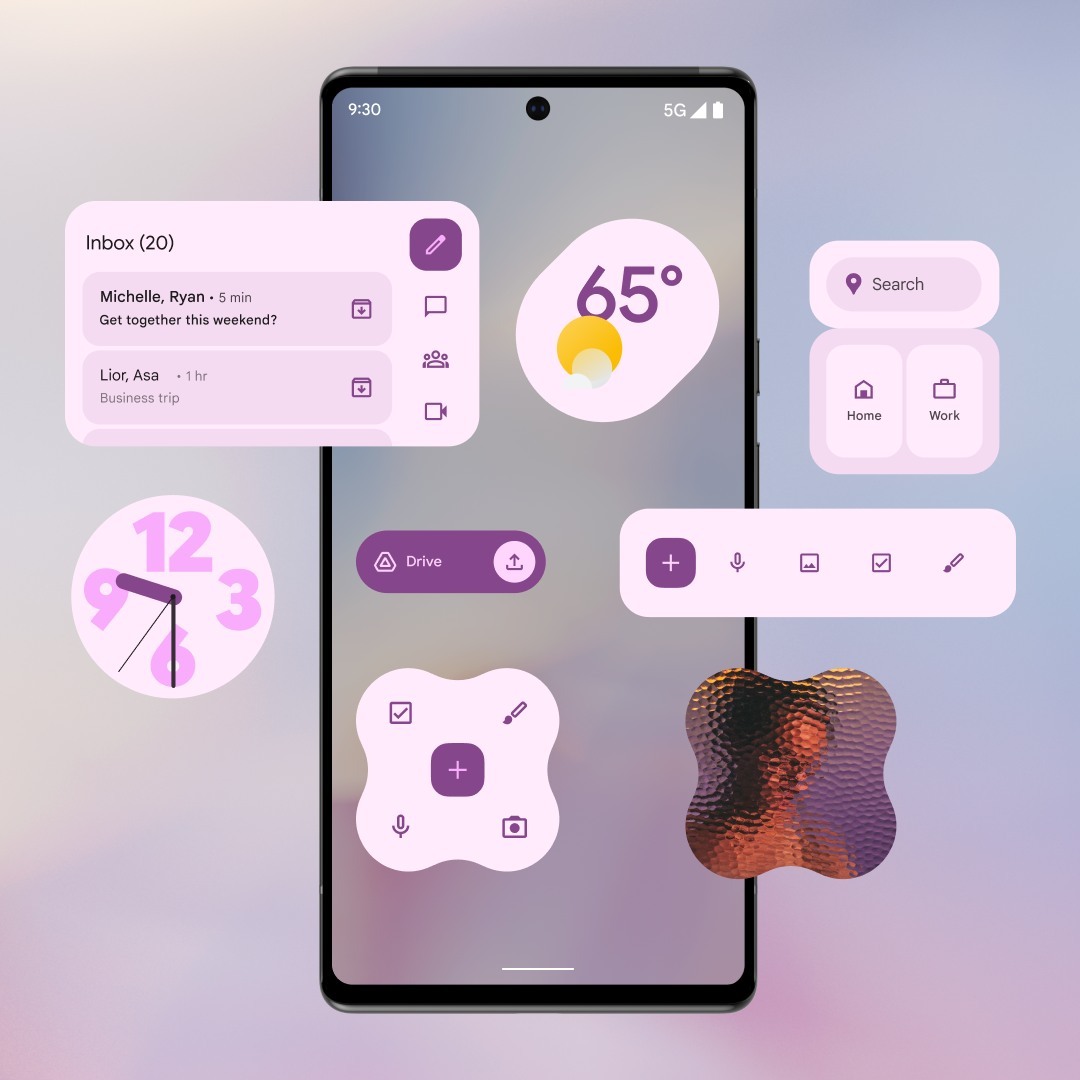 9:30
5G
Inbox (20)
Michelle, Ryan • 5 min
Get together this weekend?
Lior, Asa • 1 hr
Business trip
65°
Search
Home
Work
12
9
3
6
Drive